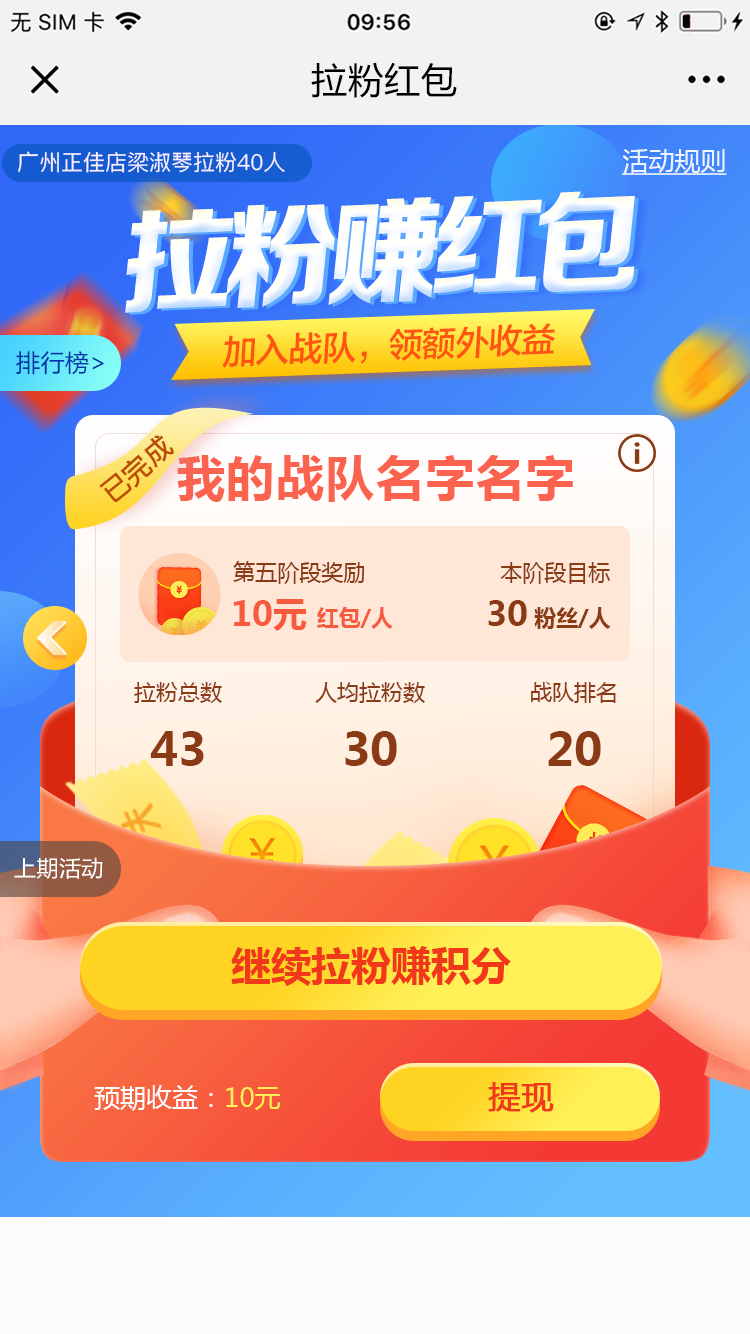 无 SIM 卡
09:56
拉粉红包
广州正佳店梁淑琴拉粉40人
活动规则
拉粉赚红包
加入战队，领额外收益
排行榜>
已完成
我的战队名字名字
第五阶段奖励
本阶段目标
10元 红包/人
30 粉丝/人
拉粉总数
人均拉粉数
战队排名
43
30
20
上期活动
继续拉粉赚积分
预期收益：10元
提现